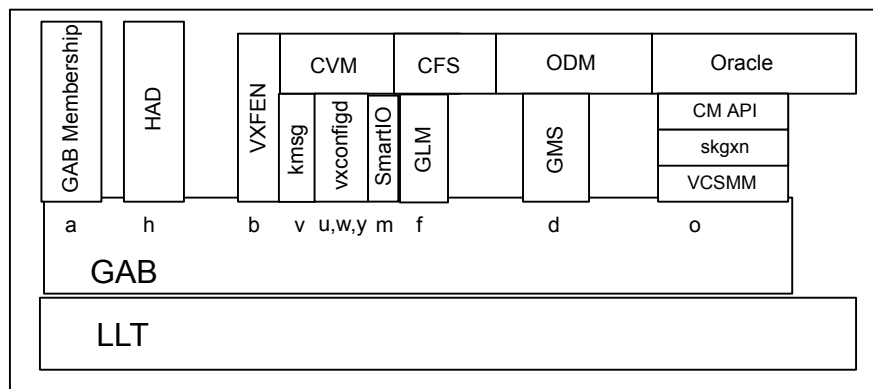 GAB Membership
HAD
VXFEN
CVM
CFS
ODM
Oracle
kmsg
vxconfigd
SmartIO
GLM
GMS
CM API
skgxn
VCSMM
a
h
b
v
u,w,y
m
f
d
o
GAB
LLT